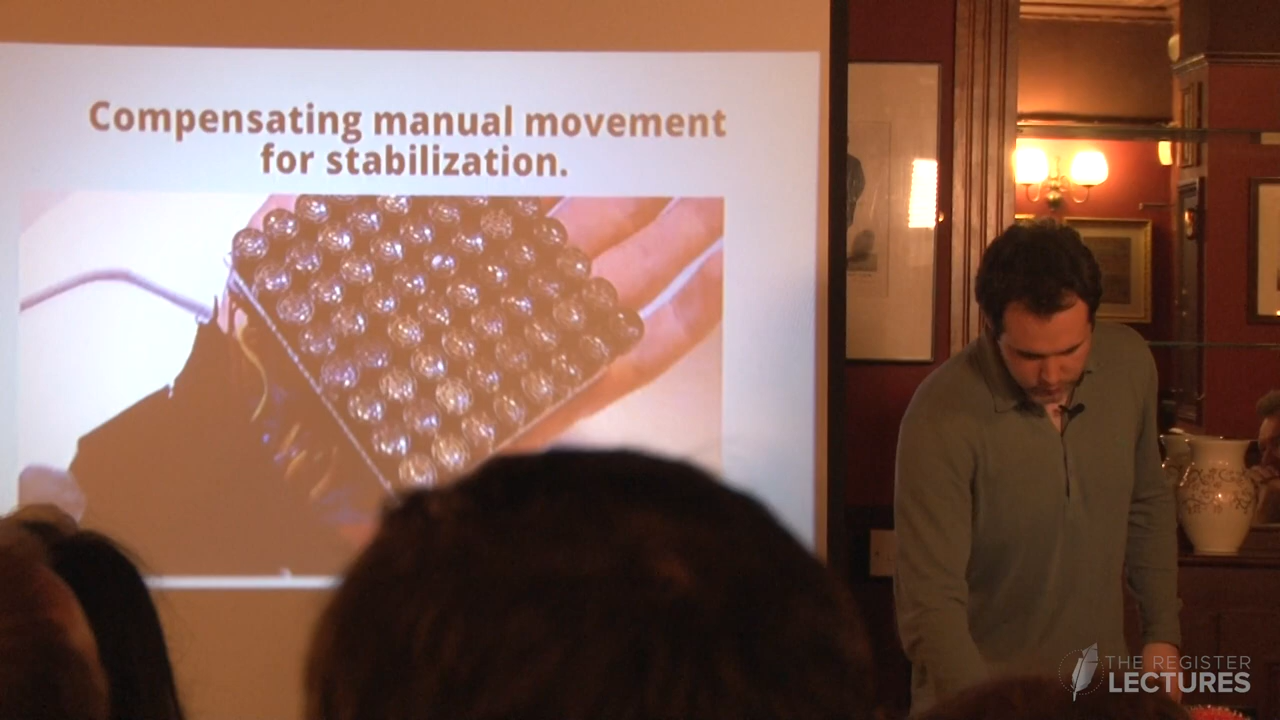 Compensating manual movement
for stabilization.
THE REGISTER
LECTURES